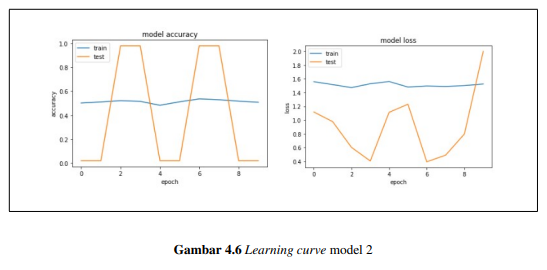 model accuracy
train
test
1.0
0.8
0.6
0.4
0.2
0.0
accuracy
0 2 4 6 8
epoch
model loss
train
test
2.0
1.8
1.6
1.4
1.2
1.0
0.8
0.6
0.4
loss
0 2 4 6 8
epoch
Gambar 4.6 Learning curve model 2